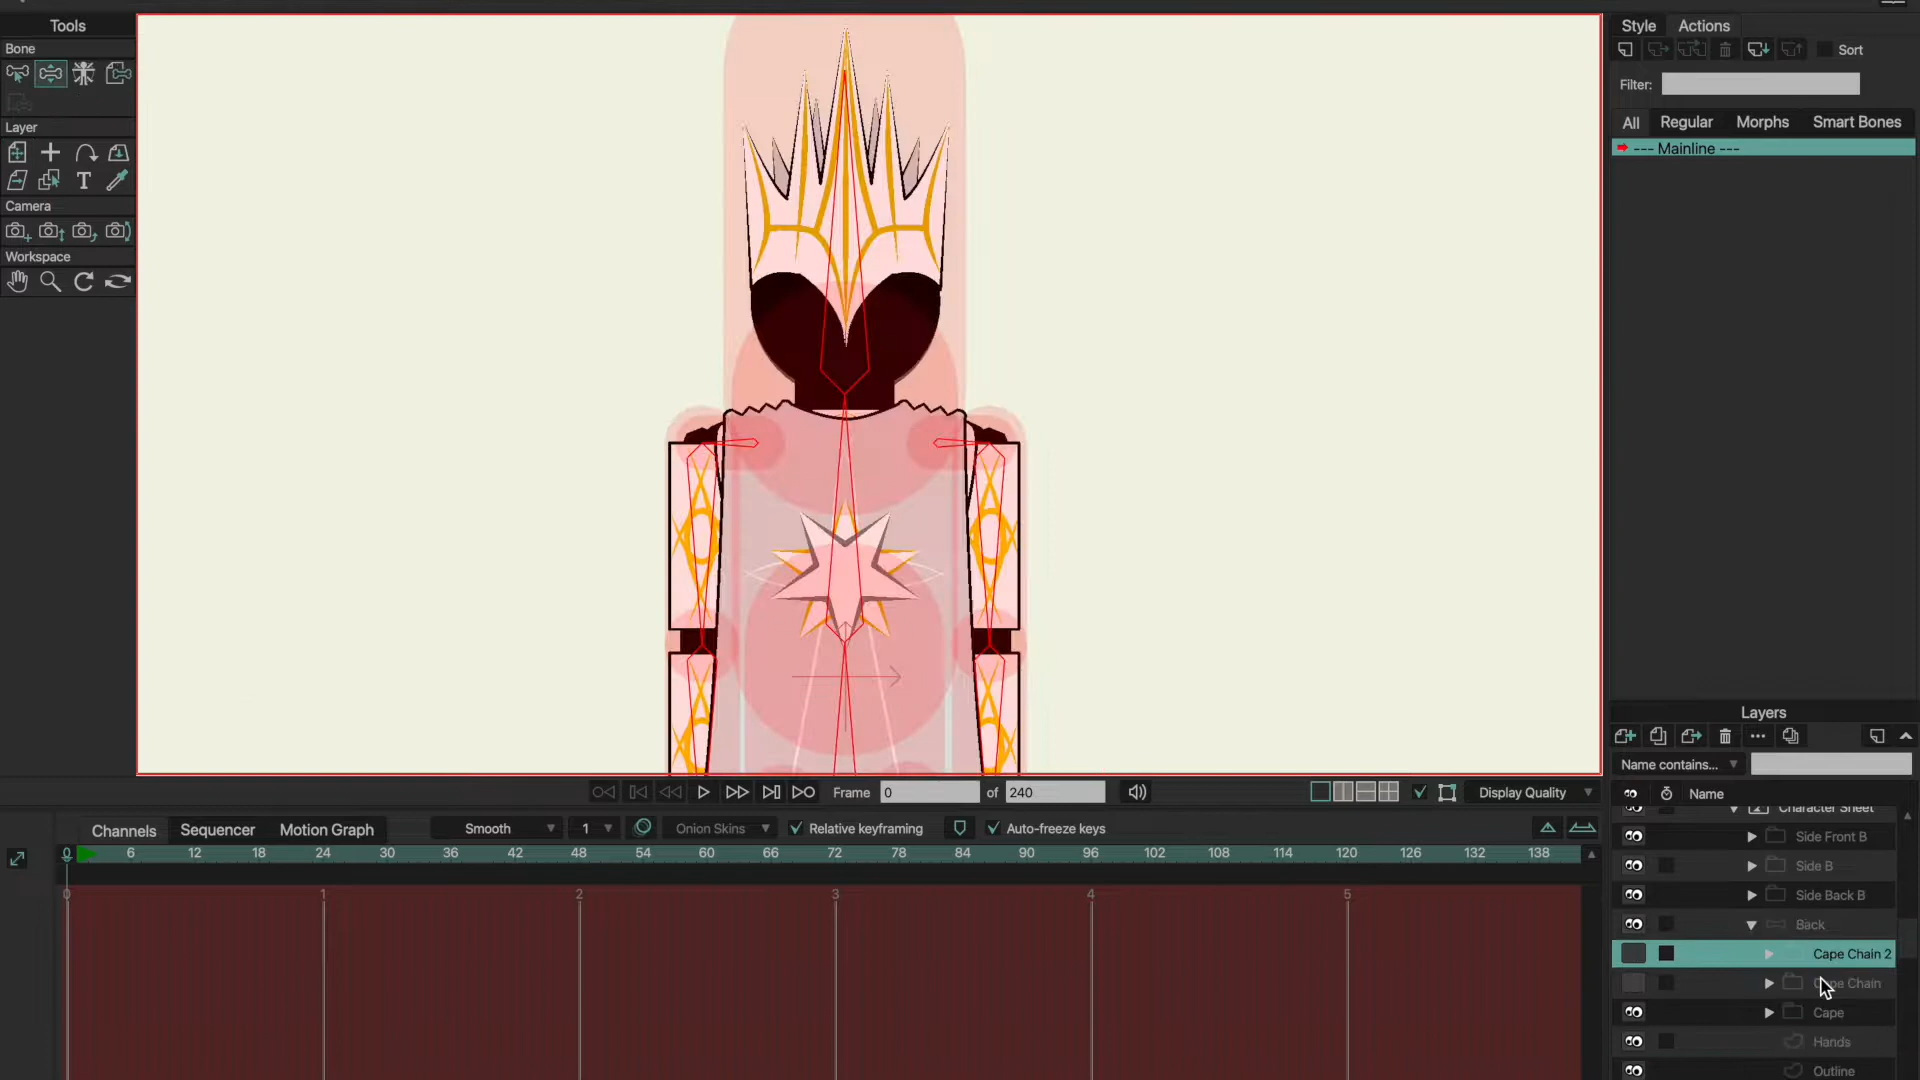 Tools
Bone
Layer
T
Camera
Workspace
Style Actions
Sort
Filter:
All Regular Morphs Smart Bones
--- Mainline ---
Layers
Name contains...
Name
Character Sheet
Side Front B
Side B
Side Back B
Back
Cape Chain 2
Cape Chain
Cape
Hands
Outline
Frame 0 of 240
Display Quality
Channels Sequencer Motion Graph Smooth 1 Onion Skins Relative keyframing Auto-freeze keys
0 6 12 18 24 30 36 42 48 54 60 66 72 78 84 90 96 102 108 114 120 126 132 138
0 1 2 3 4 5